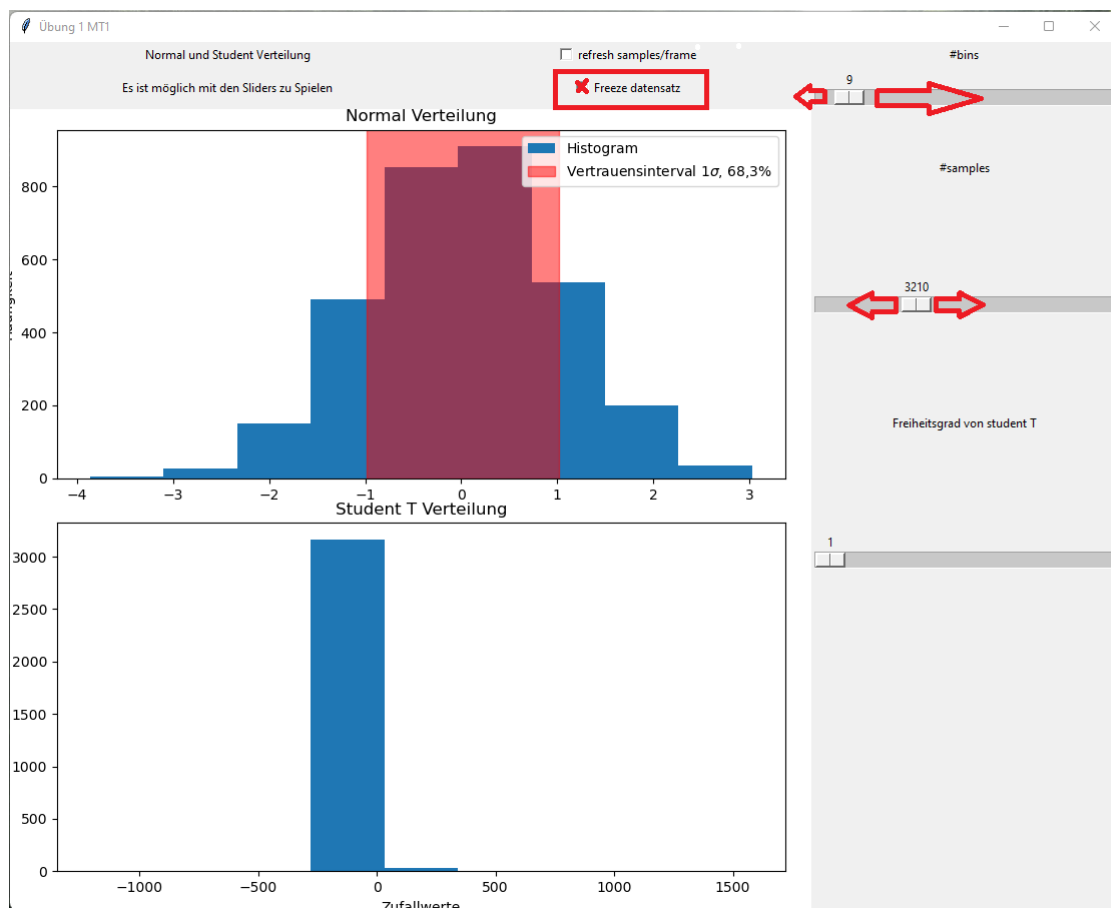 Übung 1 MT1
Normal und Student Verteilung
refresh samples/frame
#bins
Es ist möglich mit den Sliders zu Spielen
Freeze datensatz
9
Normal Verteilung
Histogram
Vertrauensinterval 1σ, 68,3%
800
600
400
200
0
−4 −3 −2 −1 0 1 2 3
#samples
3210
Freiheitsgrad von student T
1
Student T Verteilung
3000
2500
2000
1500
1000
500
0
−1000 −500 0 500 1000 1500
Zufallwerte